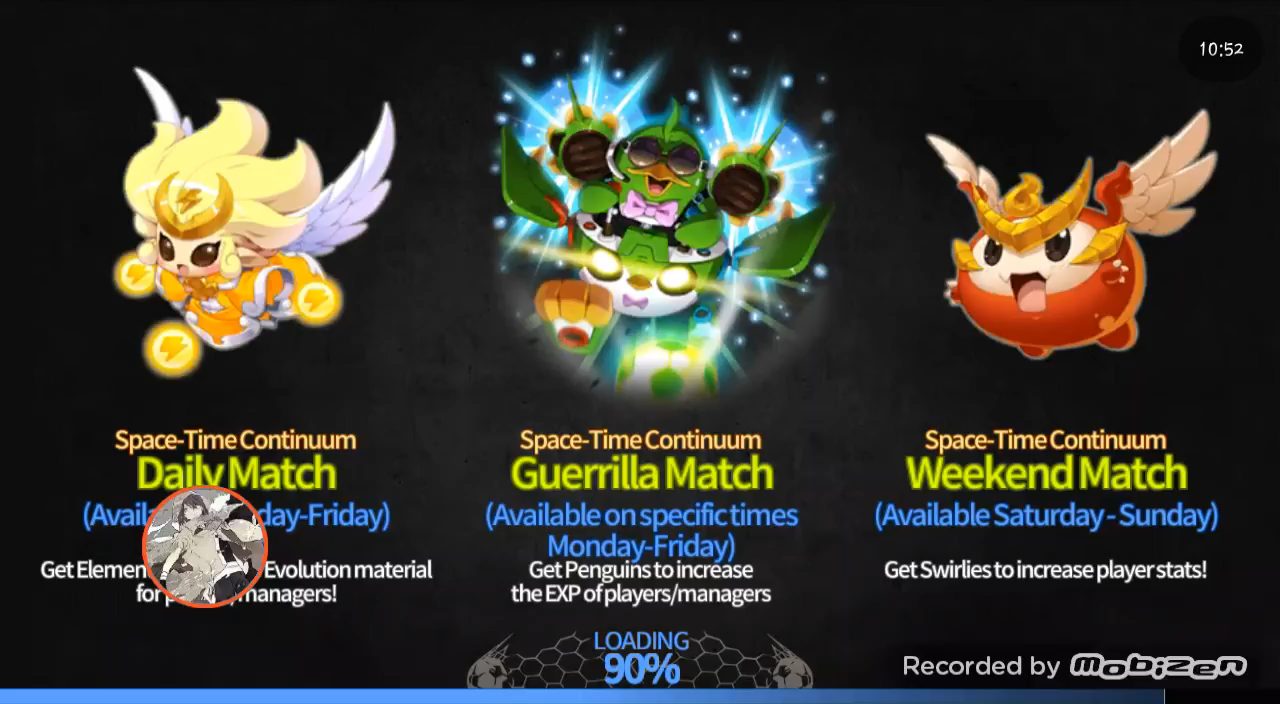 10:52
Space-Time Continuum
Daily Match
(Avail day-Friday)
Get Elemen Evolution material
for managers!
Space-Time Continuum
Guerrilla Match
(Available on specific times
Monday-Friday)
Get Penguins to increase
the EXP of players/managers
Space-Time Continuum
Weekend Match
(Available Saturday - Sunday)
Get Swirlies to increase player stats!
LOADING
90%
Recorded by Mobizen